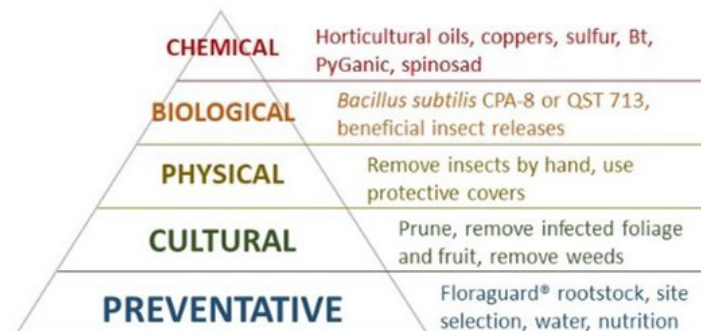 CHEMICAL
Horticultural oils, coppers, sulfur, Bt,
PyGanic, spinosad
BIOLOGICAL
Bacillus subtilis CPA-8 or QST 713,
beneficial insect releases
PHYSICAL
Remove insects by hand, use
protective covers
CULTURAL
Prune, remove infected foliage
and fruit, remove weeds
PREVENTATIVE
Floraguard® rootstock, site
selection, water, nutrition